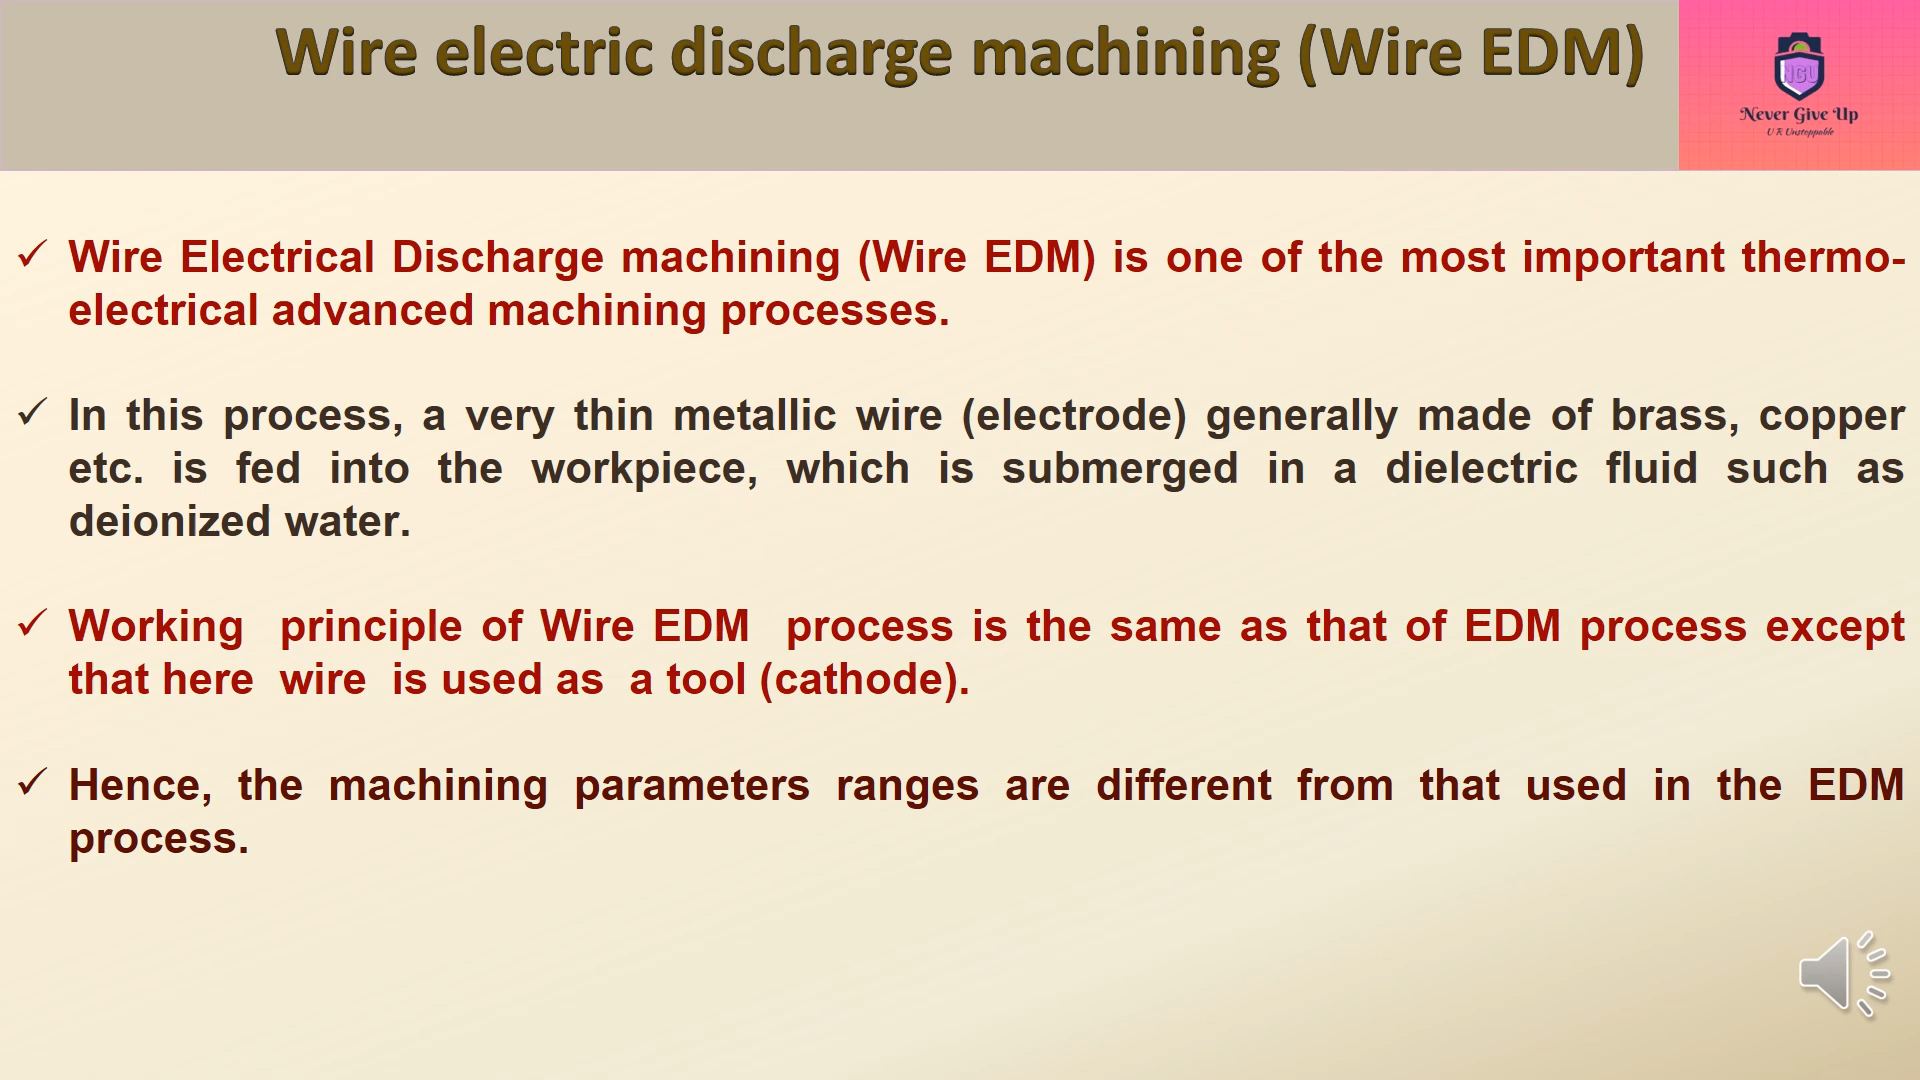 Wire electric discharge machining (Wire EDM)
NGU
Never Give Up
U R Unstoppable
✓ Wire Electrical Discharge machining (Wire EDM) is one of the most important thermo-
electrical advanced machining processes.
✓ In this process, a very thin metallic wire (electrode) generally made of brass, copper
etc. is fed into the workpiece, which is submerged in a dielectric fluid such as
deionized water.
✓ Working principle of Wire EDM process is the same as that of EDM process except
that here wire is used as a tool (cathode).
✓ Hence, the machining parameters ranges are different from that used in the EDM
process.